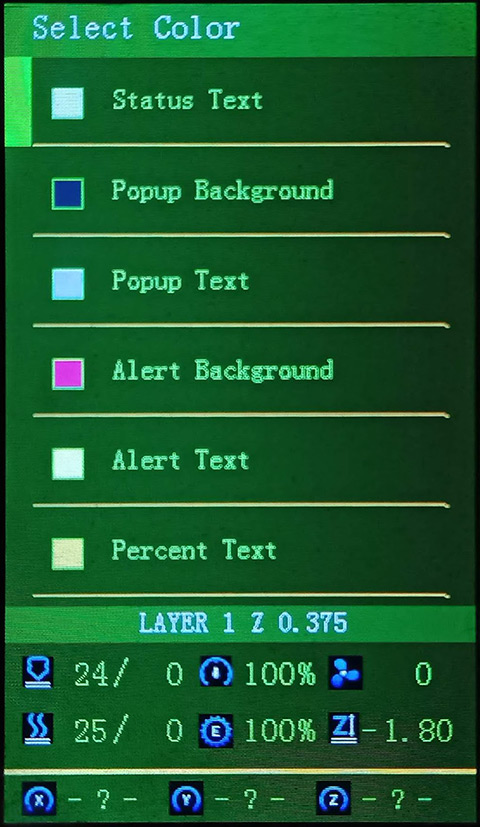 Select Color
Status Text
Popup Background
Popup Text
Alert Background
Alert Text
Percent Text
LAYER 1 Z 0.375
24/ 0 100% 0
25/ 0 E 100% Z -1.80
X - ? - Y - ? - Z - ? -